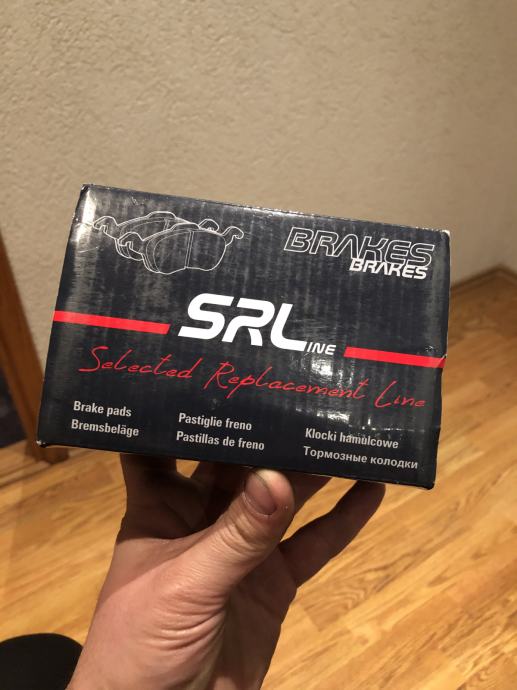 BRAKES
BRAKES
SRLINE
Selected Replacement Line
Brake pads
Bremsbeläge
Pastiglie freno
Pastillas de freno
Klocki hamulcowe
Тормозные колодки